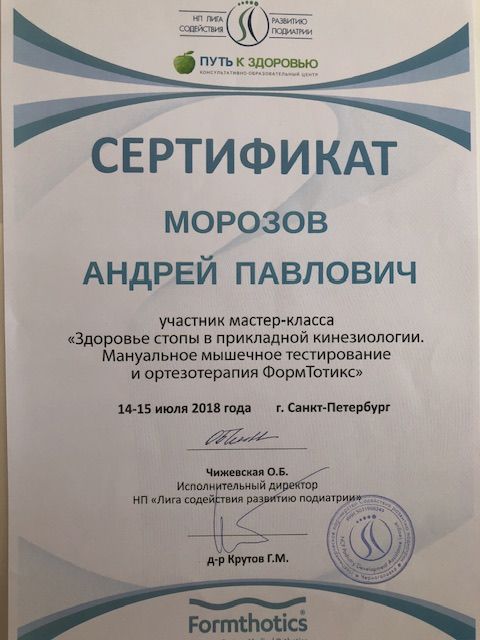 НП ЛИГА СОДЕЙСТВИЯ РАЗВИТИЮ ПОДИАТРИИ
ПУТЬ К ЗДОРОВЬЮ
КОНСУЛЬТАТИВНО-ОБРАЗОВАТЕЛЬНЫЙ ЦЕНТР
СЕРТИФИКАТ
МОРОЗОВ
АНДРЕЙ ПАВЛОВИЧ
участник мастер-класса
«Здоровье стопы в прикладной кинезиологии.
Мануальное мышечное тестирование
и ортезотерапия ФормТотикс»
14-15 июля 2018 года г. Санкт-Петербург
Чижевская О.Б.
Исполнительный директор
НП «Лига содействия развитию подиатрии»
д-р Крутов Г.М.
Formthotics